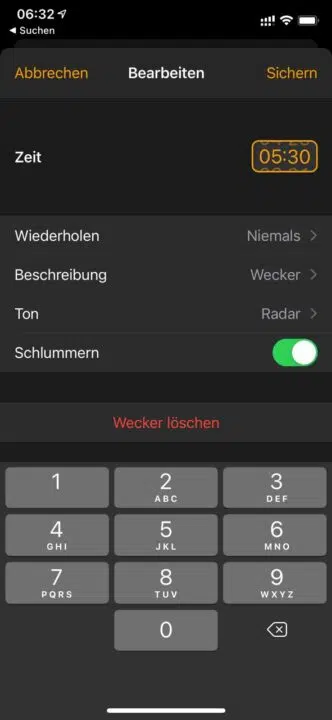 06:32
◀ Suchen
Abbrechen Bearbeiten Sichern
Zeit 05:30
Wiederholen Niemals
Beschreibung Wecker
Ton Radar
Schlummern
Wecker löschen
1 2 3
ABC DEF
4 5 6
GHI JKL MNO
7 8 9
PQRS TUV WXYZ
0